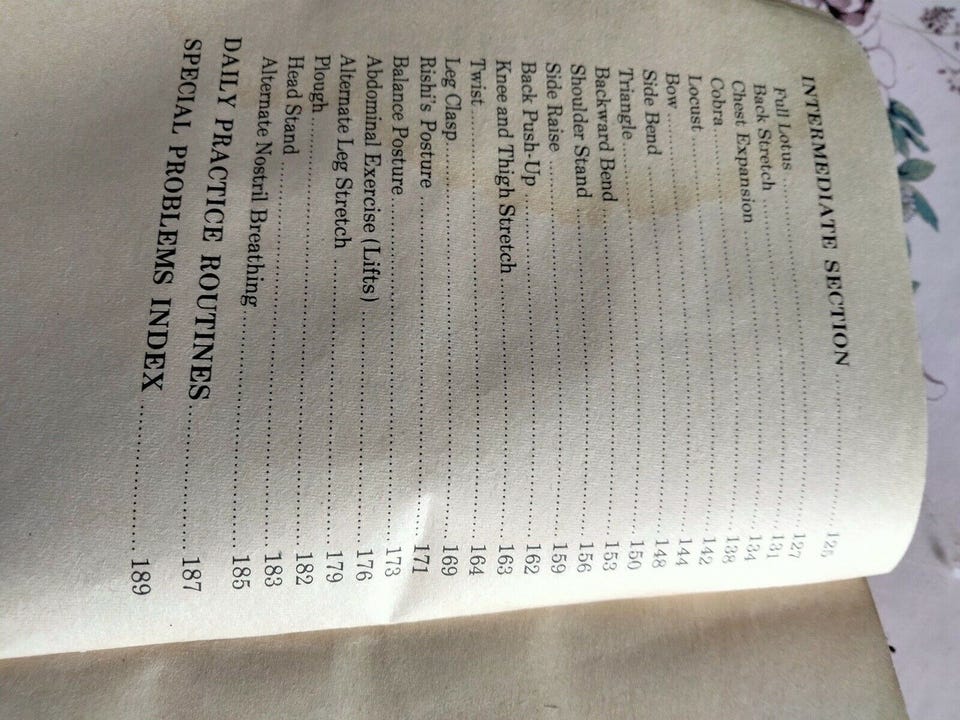 INTERMEDIATE SECTION ..... 125
Full Lotus ..... 127
Back Stretch ..... 131
Chest Expansion ..... 134
Cobra ..... 138
Locust ..... 142
Bow ..... 144
Side Bend ..... 148
Triangle ..... 150
Backward Bend ..... 153
Shoulder Stand ..... 156
Side Raise ..... 159
Back Push-Up ..... 162
Knee and Thigh Stretch ..... 163
Twist ..... 164
Leg Clasp ..... 169
Rishi's Posture ..... 171
Balance Posture ..... 173
Abdominal Exercise (Lifts) ..... 176
Alternate Leg Stretch ..... 179
Plough ..... 182
Head Stand ..... 183
Alternate Nostril Breathing ..... 185
DAILY PRACTICE ROUTINES ..... 187
SPECIAL PROBLEMS INDEX ..... 189